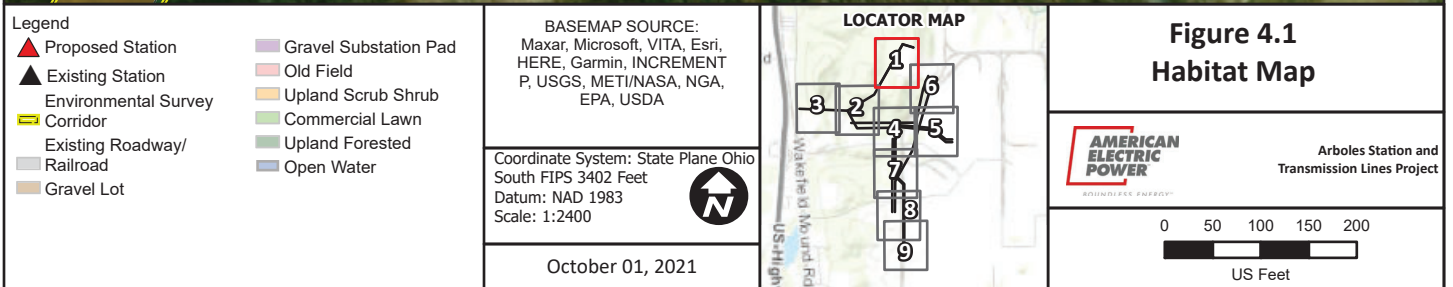 Legend
Proposed Station
Existing Station
Environmental Survey
Corridor
Existing Roadway/
Railroad
Gravel Lot
Gravel Substation Pad
Old Field
Upland Scrub Shrub
Commercial Lawn
Upland Forested
Open Water
BASEMAP SOURCE:
Maxar, Microsoft, VITA, Esri,
HERE, Garmin, INCREMENT
P, USGS, METI/NASA, NGA,
EPA, USDA
Coordinate System: State Plane Ohio
South FIPS 3402 Feet
Datum: NAD 1983
Scale: 1:2400
N
October 01, 2021
LOCATOR MAP
d
1
6
3
2
4
5
7
8
9
Wakefield Mound Rd
US-High
Figure 4.1
Habitat Map
AMERICAN
ELECTRIC
POWER
BOUNDLESS ENERGY
Arboles Station and
Transmission Lines Project
0 50 100 150 200
US Feet